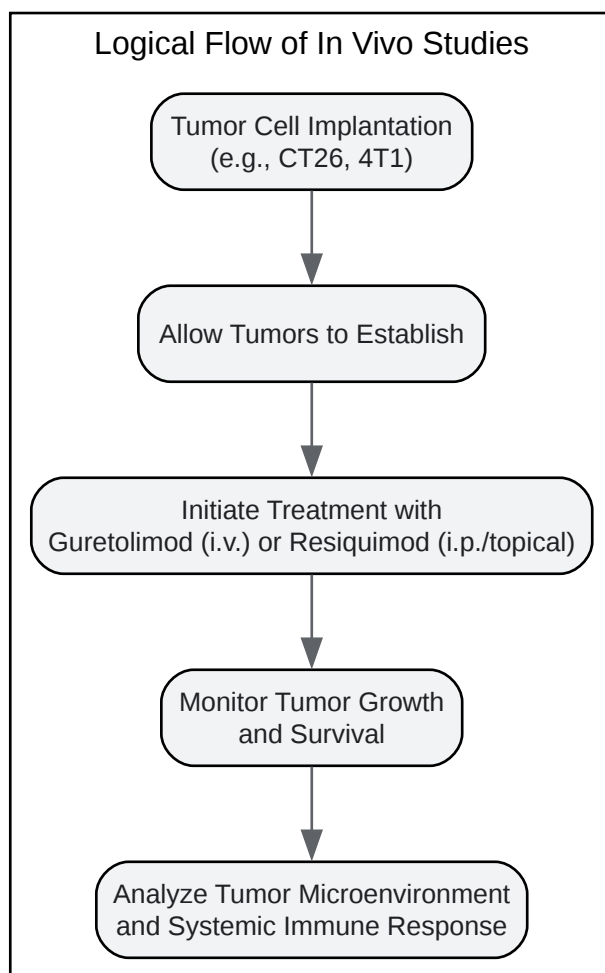 Logical Flow of In Vivo Studies
Tumor Cell Implantation
(e.g., CT26, 4T1)
Allow Tumors to Establish
Initiate Treatment with
Guretolimod (i.v.) or Resiquimod (i.p./topical)
Monitor Tumor Growth
and Survival
Analyze Tumor Microenvironment
and Systemic Immune Response